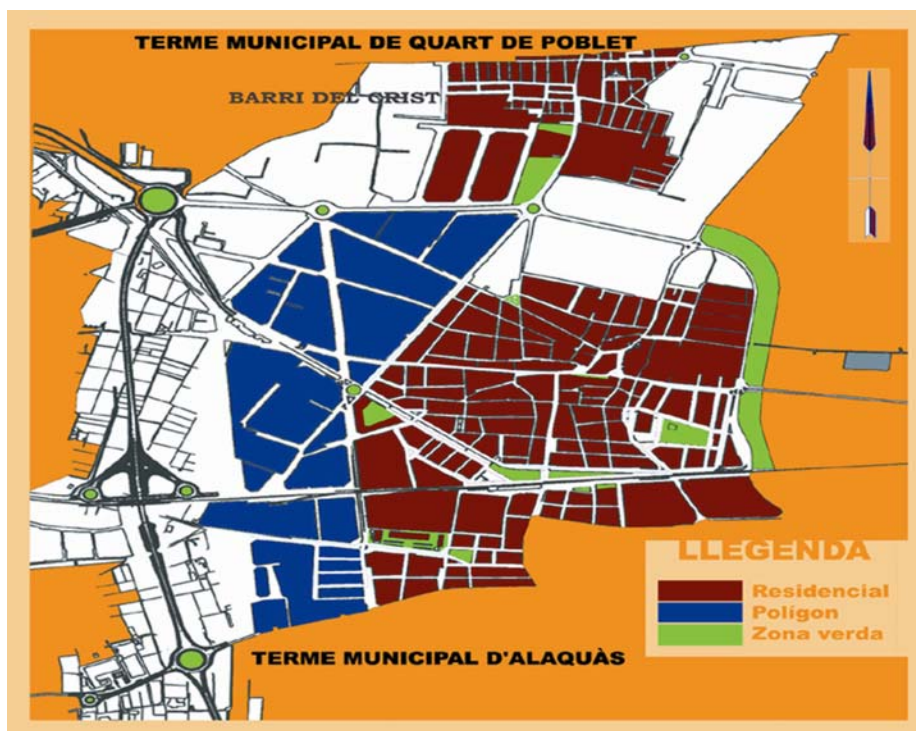 TERME MUNICIPAL DE QUART DE POBLET
BARRI DEL CRIST
LLEGENDA
Residencial
Polígon
Zona verda
TERME MUNICIPAL D'ALAQUÀS